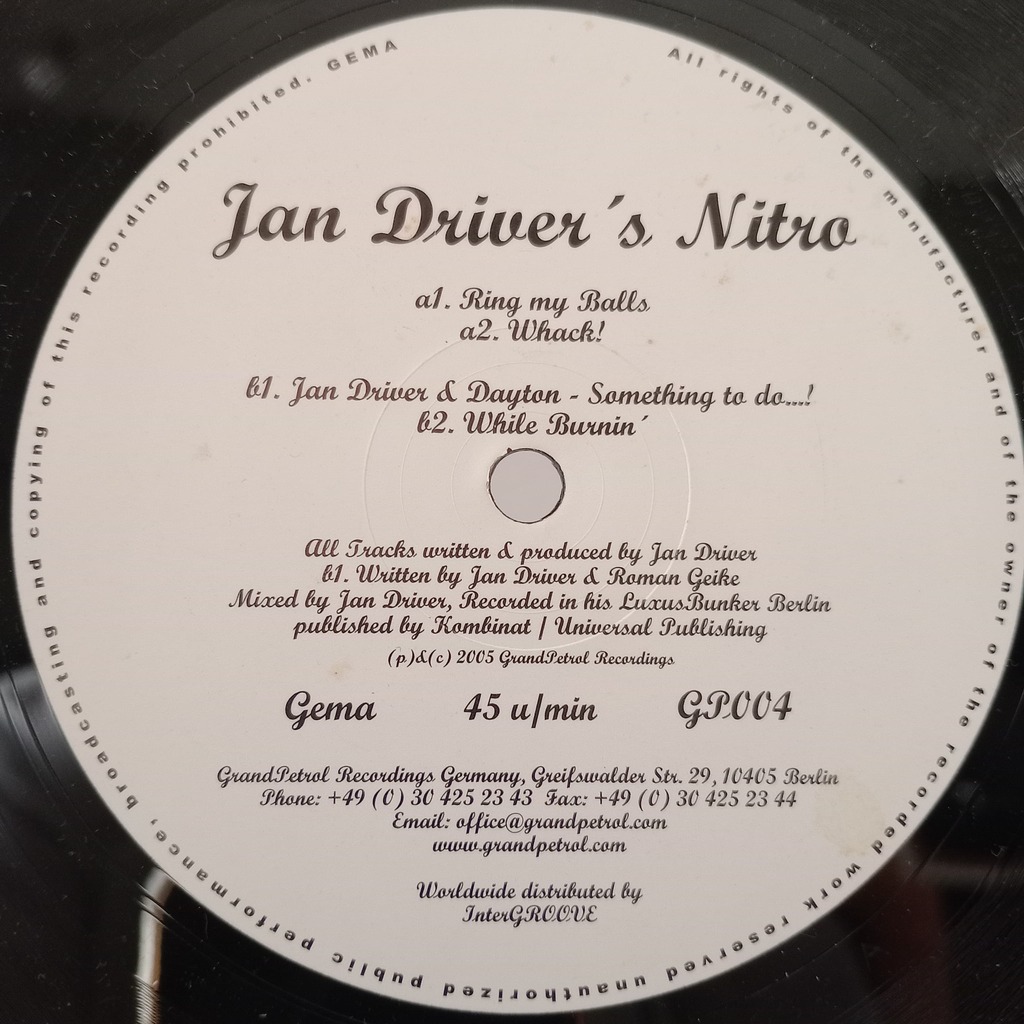 All rights of the manufacturer and of the owner of the recorded work reserved unauthorized public performance, broadcasting and copying of this recording prohibited. GEMA
Jan Driver´s Nitro
a1. Ring my Balls
a2. Whack!
b1. Jan Driver & Dayton - Something to do...!
b2. While Burnin´
All Tracks written & produced by Jan Driver
b1. Written by Jan Driver & Roman Geike
Mixed by Jan Driver, Recorded in his LuxusBunker Berlin
published by Kombinat | Universal Publishing
(p)&(c) 2005 GrandPetrol Recordings
Gema 45 u/min GP004
GrandPetrol Recordings Germany, Greifswalder Str. 29, 10405 Berlin
Phone: +49 (0) 30 425 23 43 Fax: +49 (0) 30 425 23 44
Email: office@grandpetrol.com
www.grandpetrol.com
Worldwide distributed by
InterGROOVE